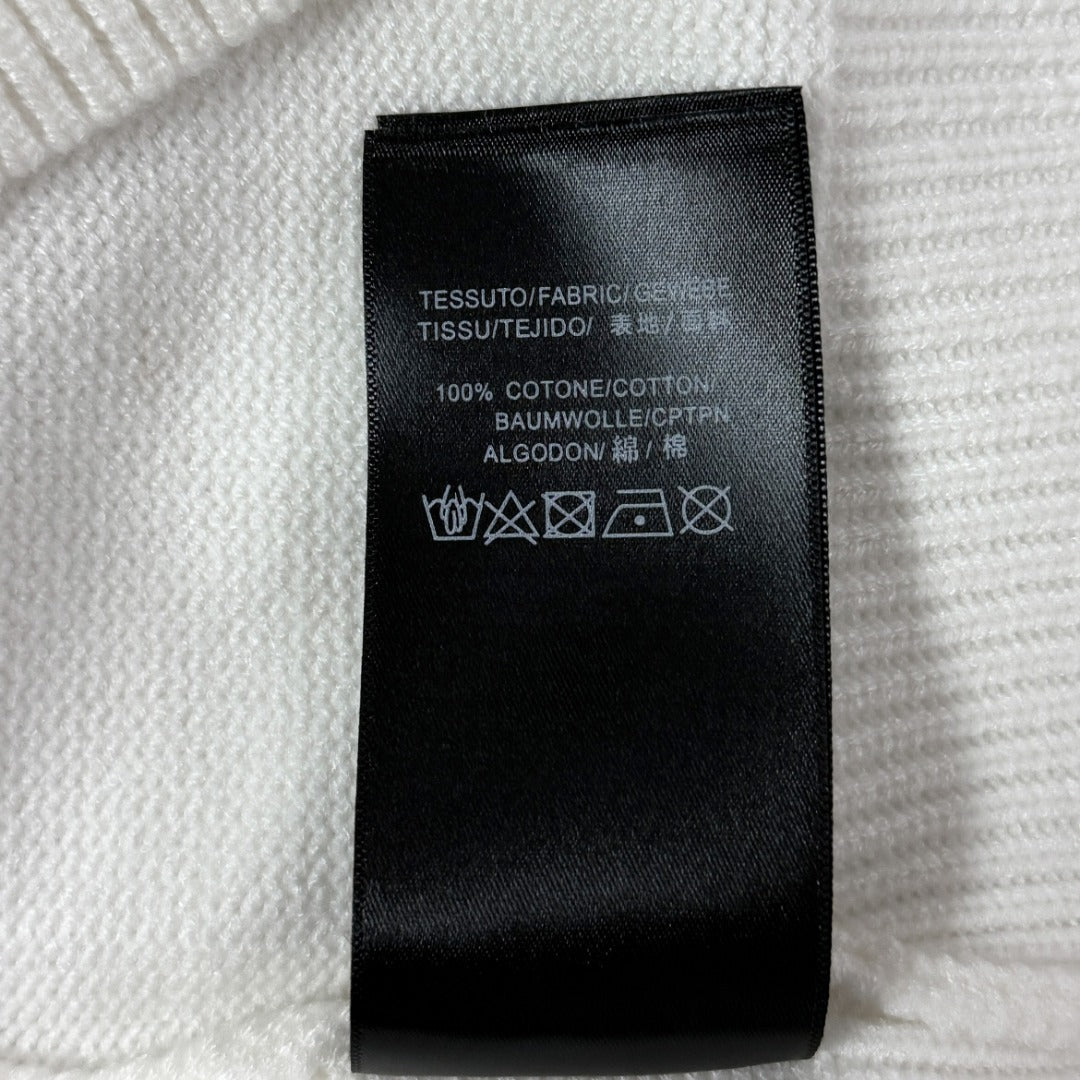 TESSUTO/FABRIC/GEWEBE
TISSU/TEJIDO/ 表地/面料
100% COTONE/COTTON/
BAUMWOLLE/CPTPN
ALGODON/ 綿 / 棉